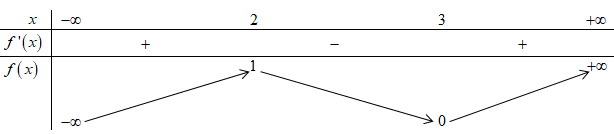 x −∞ 2 3 +∞
f'(x) + − +
f(x) 1 +∞
−∞ 0